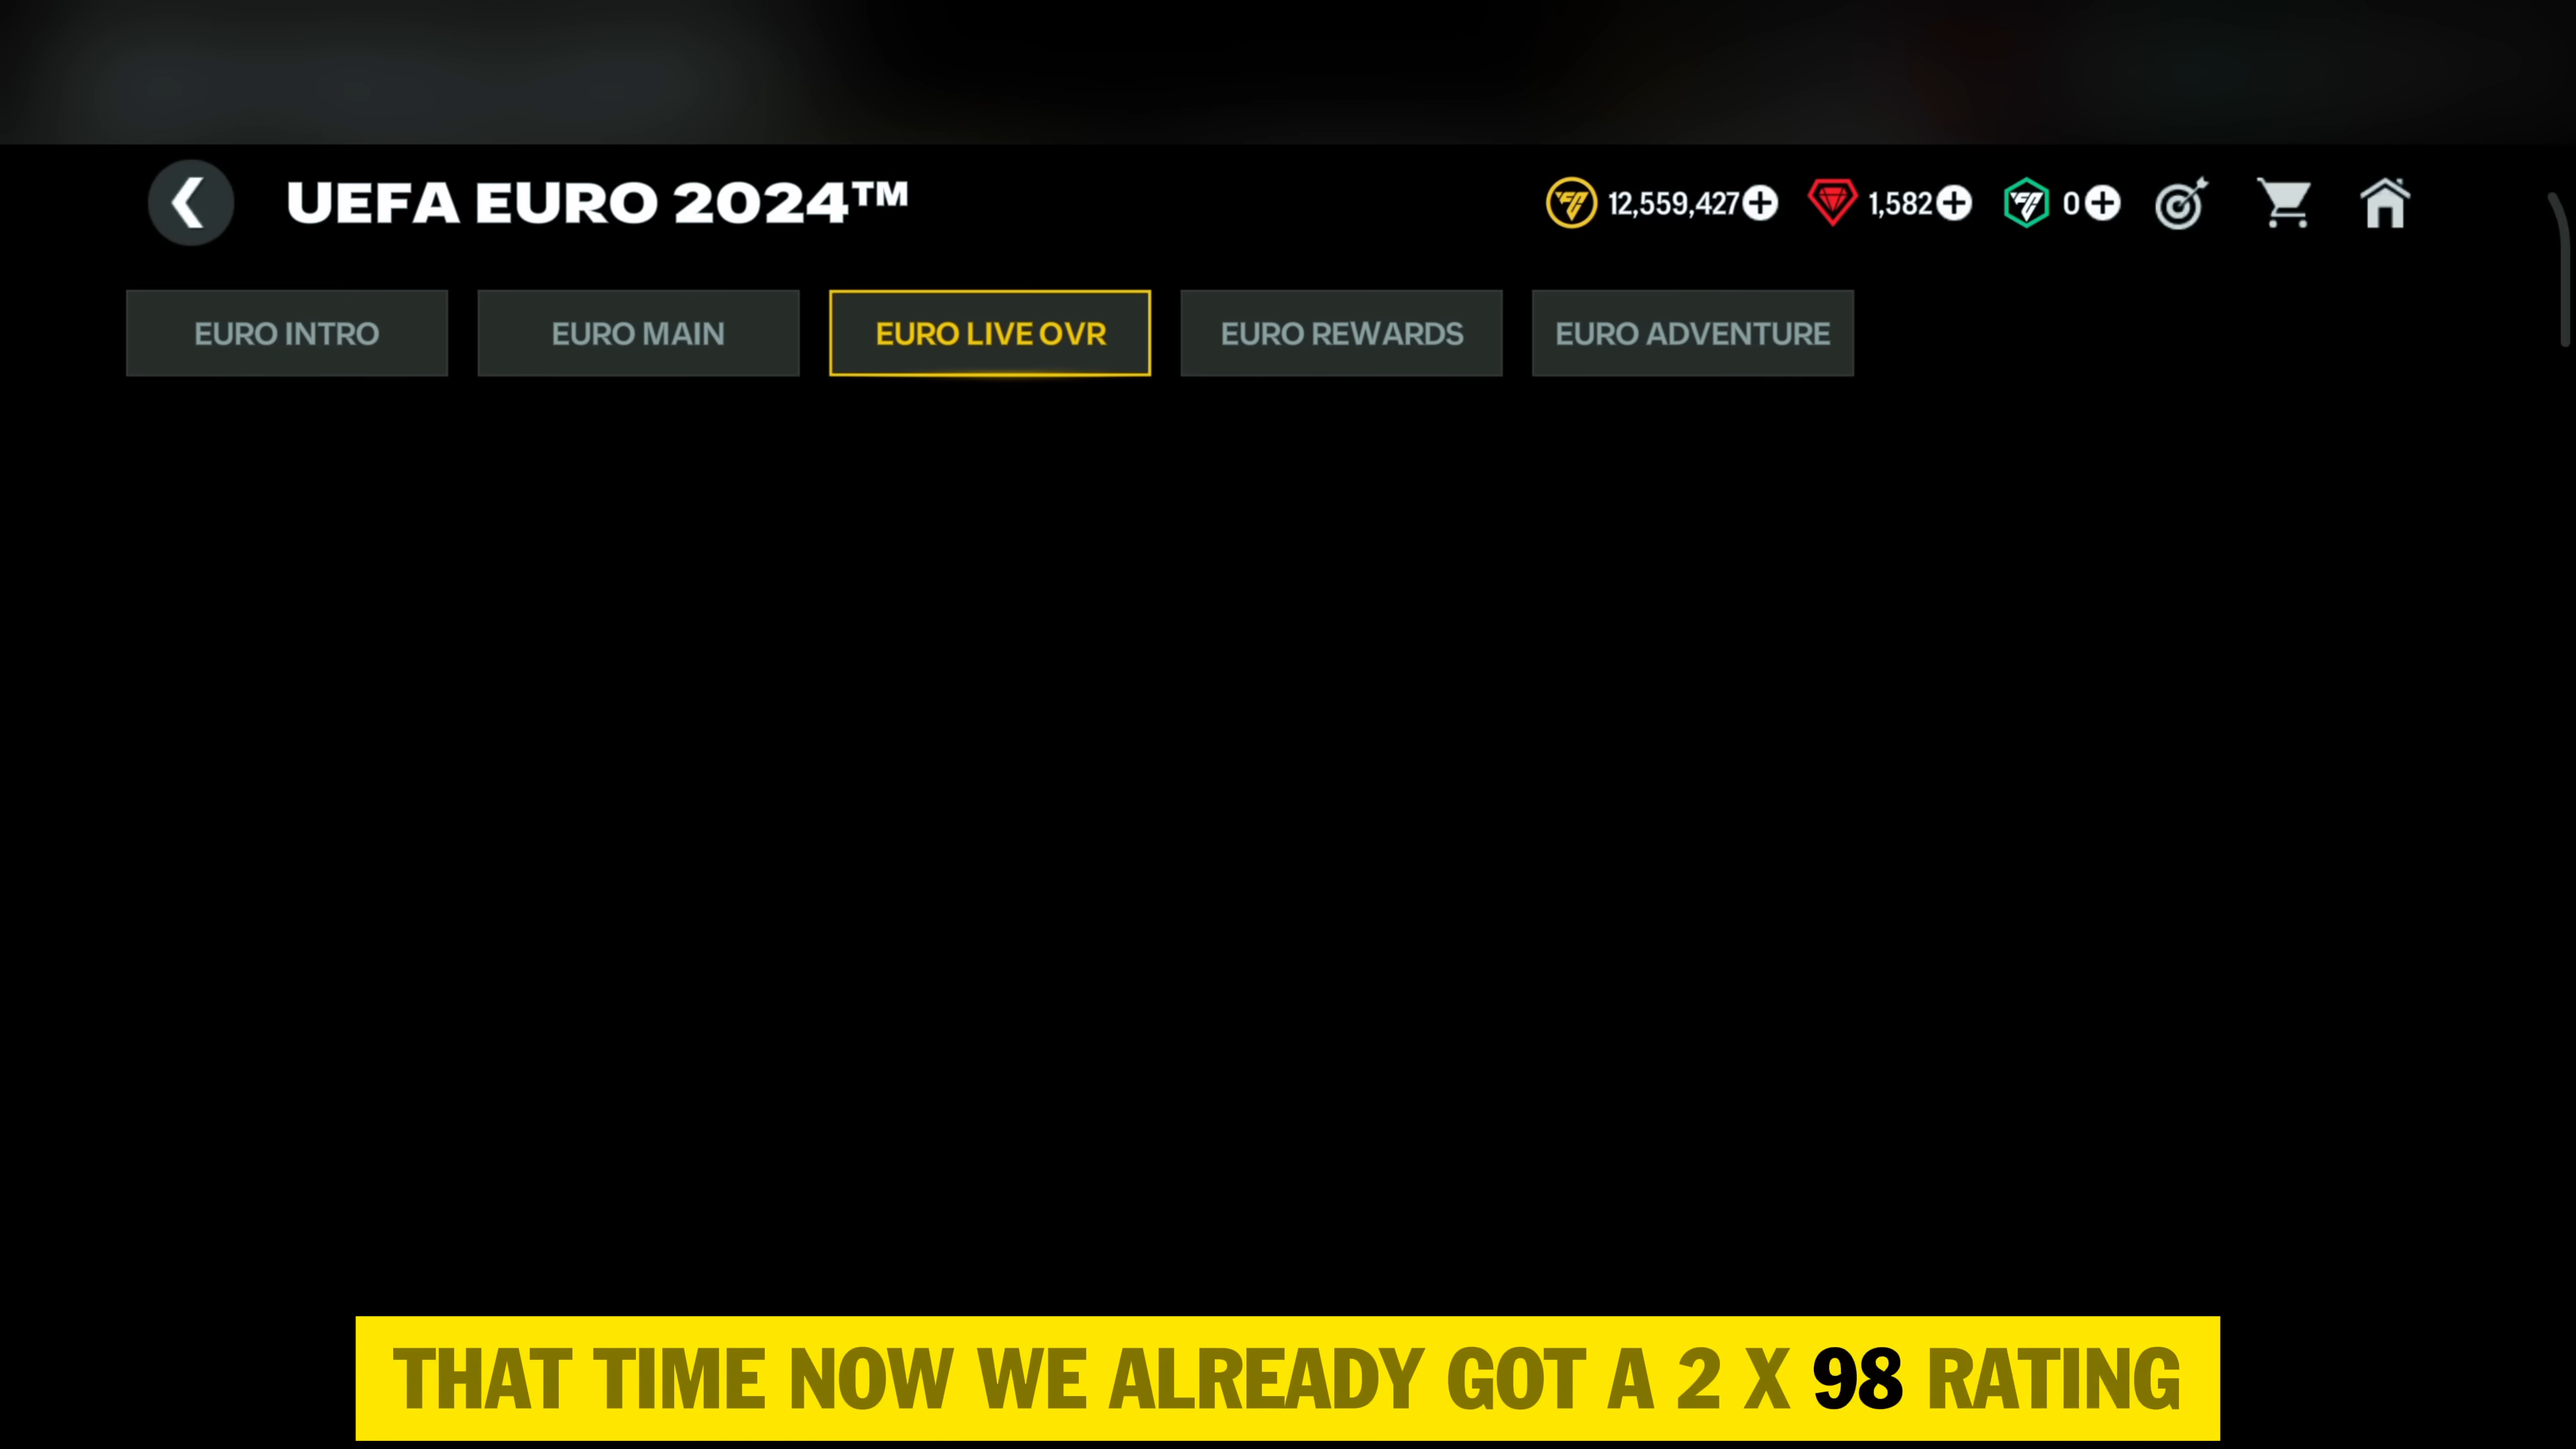 UEFA EURO 2024™
12,559,427
1,582
0
EURO INTRO
EURO MAIN
EURO LIVE OVR
EURO REWARDS
EURO ADVENTURE
THAT TIME NOW WE ALREADY GOT A 2 X 98 RATING